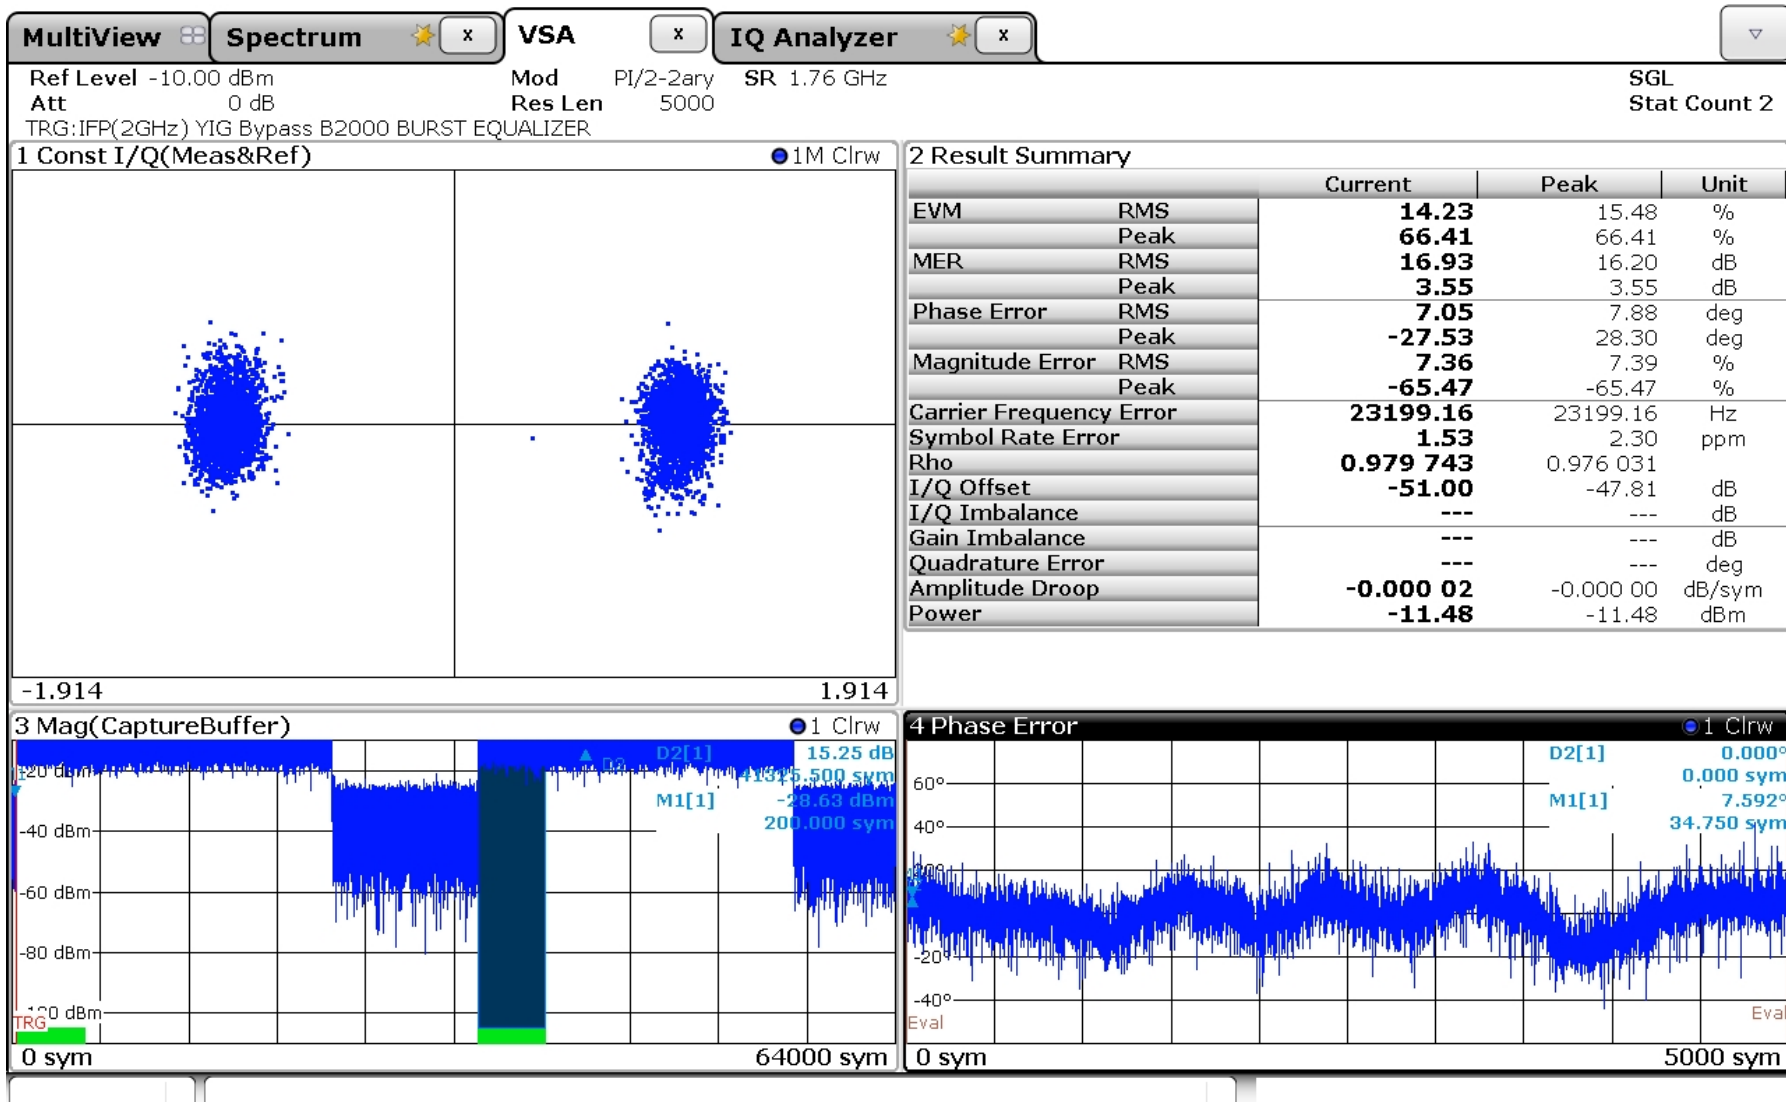 MultiView Spectrum x VSA x IQ Analyzer x
Ref Level -10.00 dBm Mod PI/2-2ary SR 1.76 GHz SGL
Att 0 dB Res Len 5000 Stat Count 2
TRG:IFP(2GHz) YIG Bypass B2000 BURST EQUALIZER
1 Const I/Q(Meas&Ref) 1M Clrw
-1.914 1.914
2 Result Summary
Current Peak Unit
EVM RMS 14.23 15.48 %
Peak 66.41 66.41 %
MER RMS 16.93 16.20 dB
Peak 3.55 3.55 dB
Phase Error RMS 7.05 7.88 deg
Peak -27.53 28.30 deg
Magnitude Error RMS 7.36 7.39 %
Peak -65.47 -65.47 %
Carrier Frequency Error 23199.16 23199.16 Hz
Symbol Rate Error 1.53 2.30 ppm
Rho 0.979 743 0.976 031
I/Q Offset -51.00 -47.81 dB
I/Q Imbalance --- --- dB
Gain Imbalance --- --- dB
Quadrature Error --- --- deg
Amplitude Droop -0.000 02 -0.000 00 dB/sym
Power -11.48 -11.48 dBm
3 Mag(CaptureBuffer) 1 Clrw
D2[1] 15.25 dB
41325.500 sym
M1[1] -28.63 dBm
200.000 sym
-40 dBm
-60 dBm
-80 dBm
TRG
0 sym 64000 sym
4 Phase Error 1 Clrw
D2[1] 0.000°
0.000 sym
M1[1] 7.592°
34.750 sym
60°
40°
-20°
-40°
Eval Eval
0 sym 5000 sym